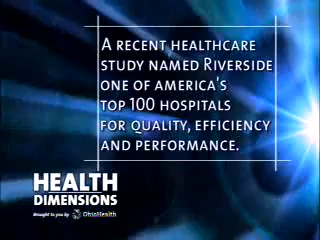 A recent healthcare
study named Riverside
one of america's
top 100 hospitals
for quality, efficiency
and performance.
HEALTH
DIMENSIONS
Brought to you by OhioHealth